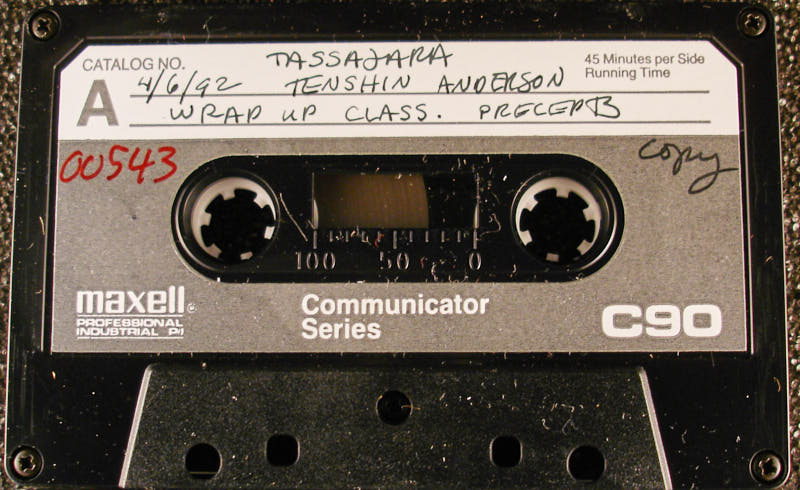 CATALOG NO.
TASSAJARA
45 Minutes per Side
Running Time
A
4/6/92 TENSHIN ANDERSON
WRAP UP CLASS. PRECEPTS
00543
copy
100 50 0
maxell®
PROFESSIONAL
INDUSTRIAL P/I
Communicator
Series
C90